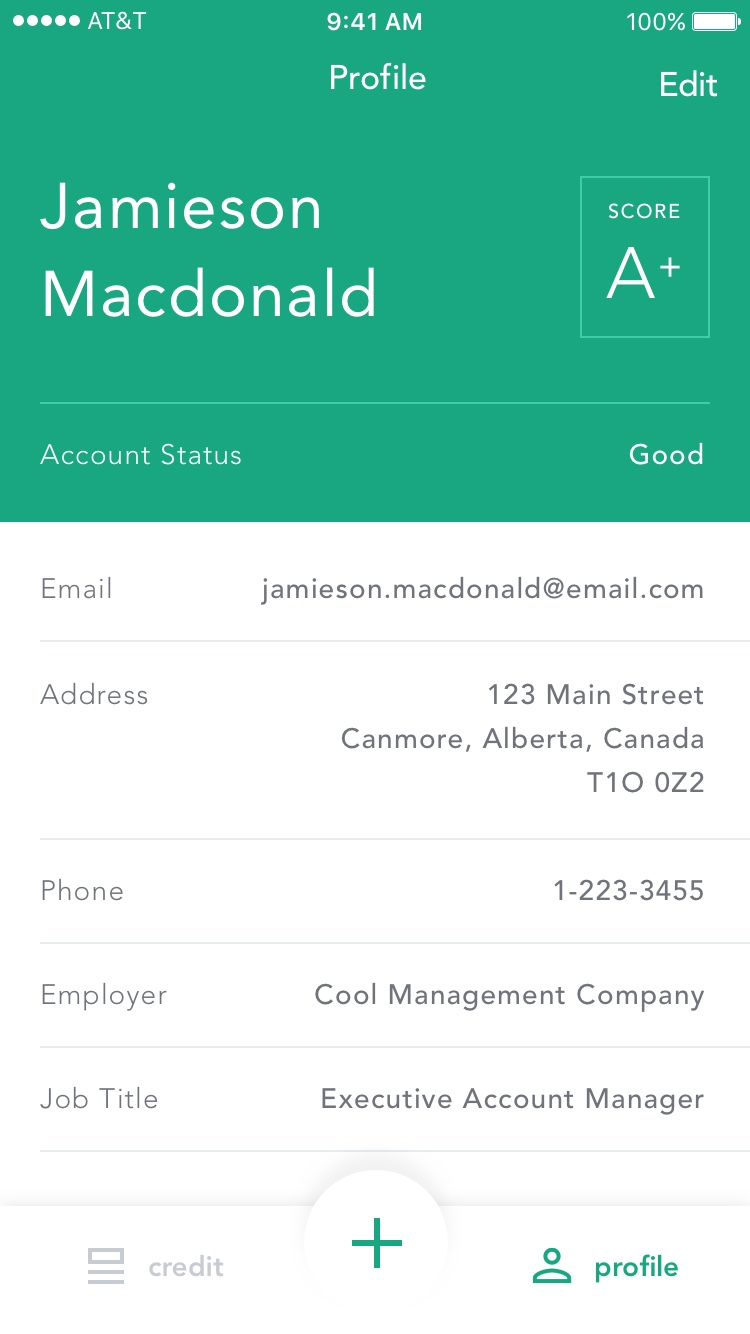 AT&T 9:41 AM 100%
Profile
Edit
Jamieson
Macdonald
SCORE
A+
Account Status Good
Email jamieson.macdonald@email.com
Address 123 Main Street
Canmore, Alberta, Canada
T1O 0Z2
Phone 1-223-3455
Employer Cool Management Company
Job Title Executive Account Manager
credit
profile